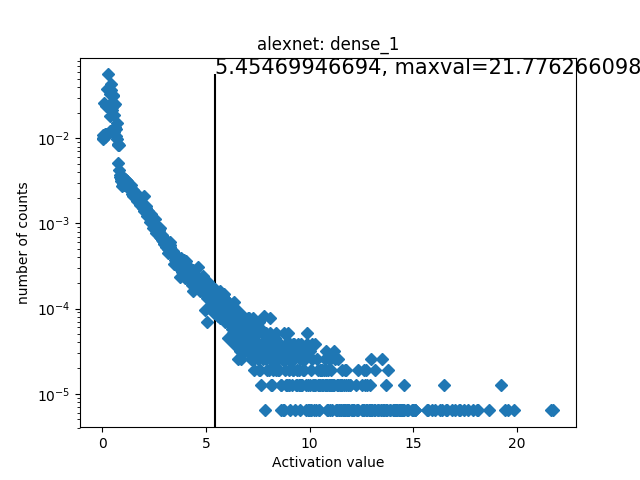 alexnet: dense_1
5.45469946694, maxval=21.776266098
10⁻²
10⁻³
10⁻⁴
10⁻⁵
number of counts
0 5 10 15 20
Activation value